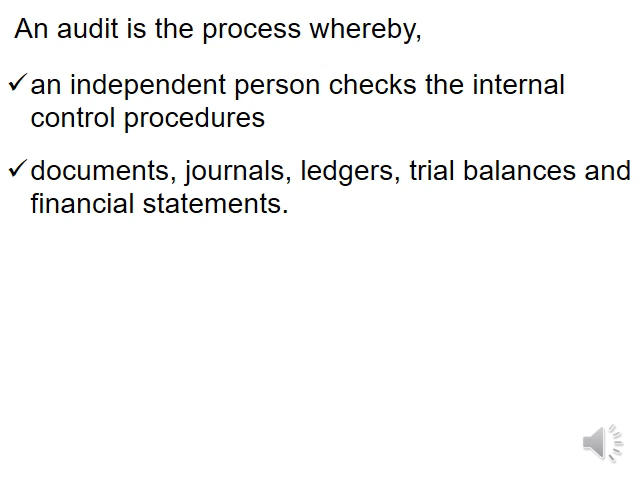 An audit is the process whereby,
✓an independent person checks the internal
control procedures
✓documents, journals, ledgers, trial balances and
financial statements.